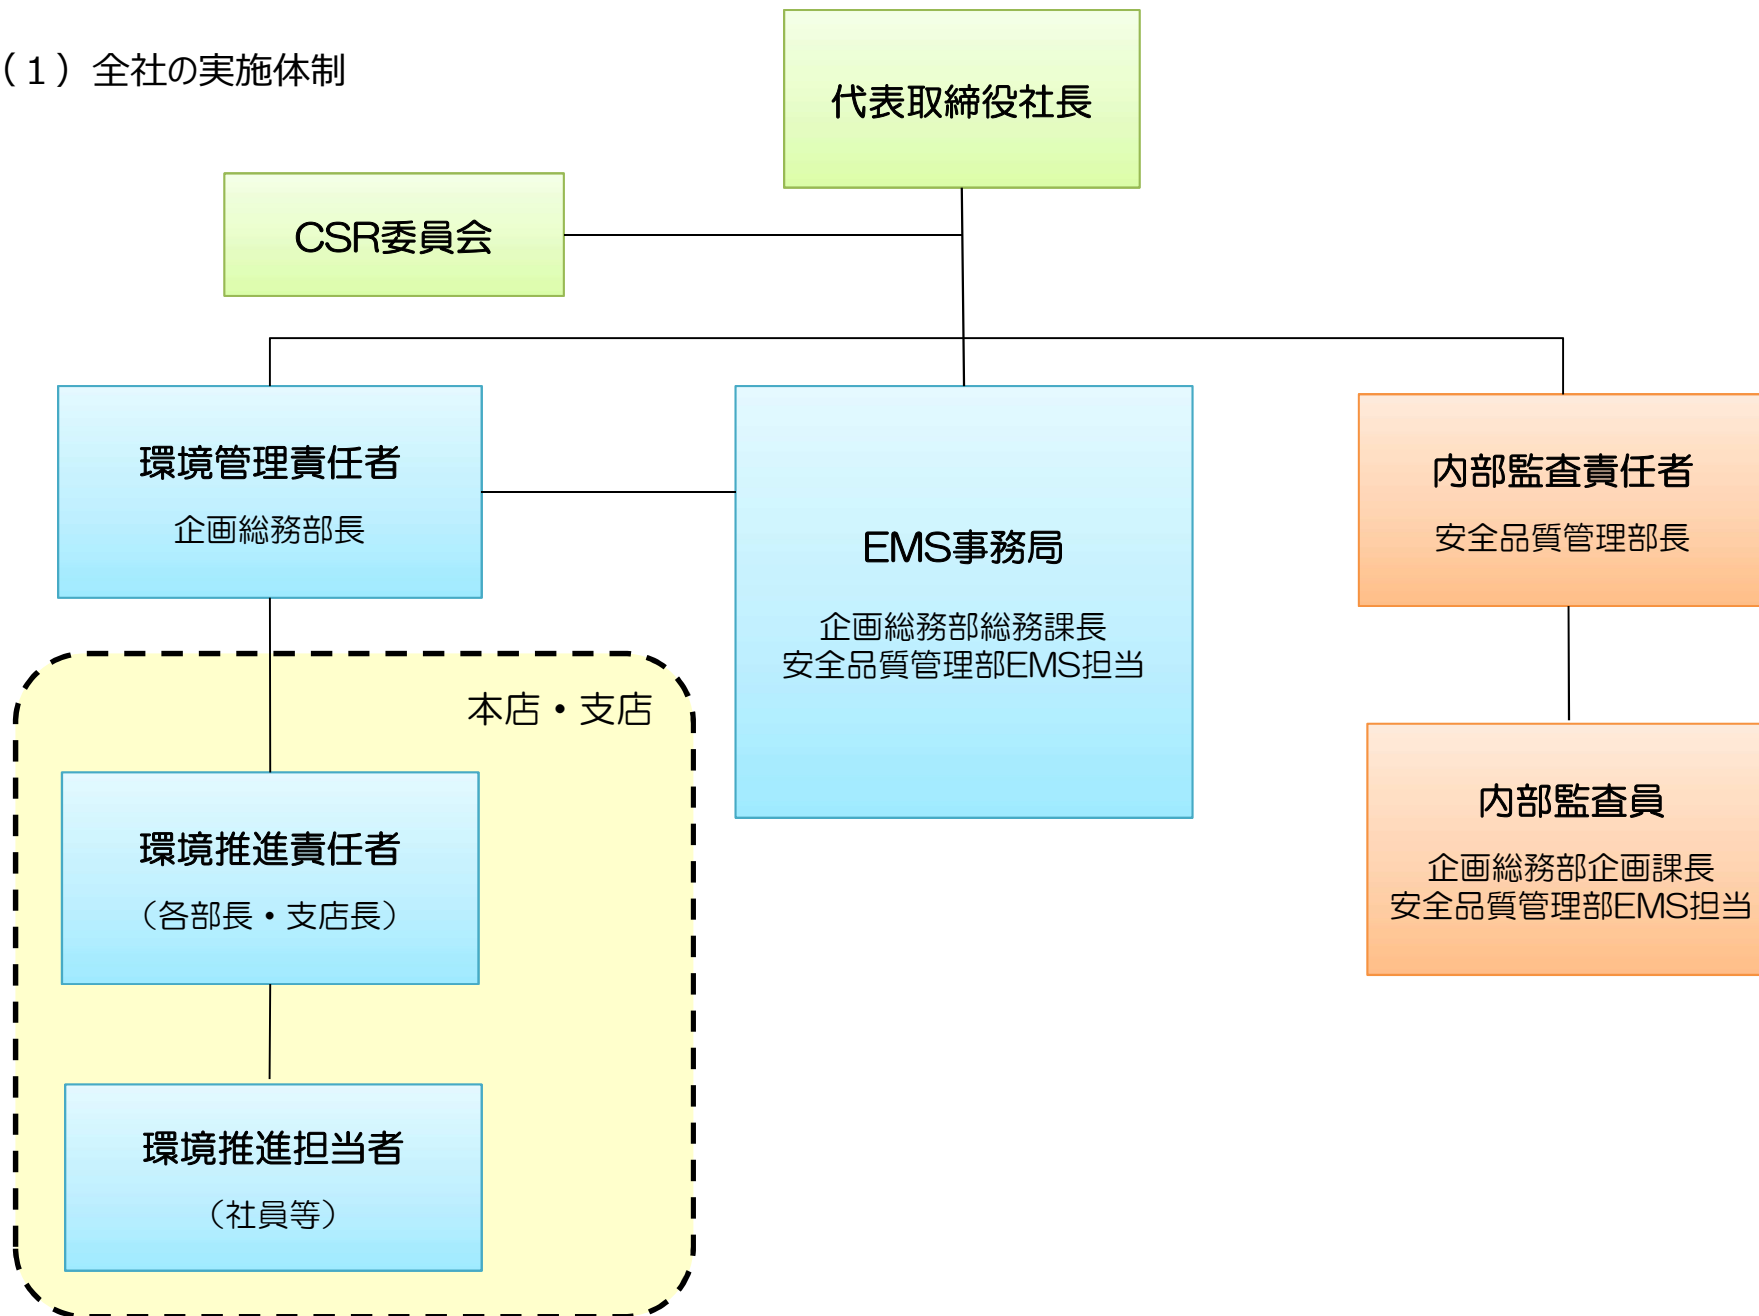 （１）全社の実施体制
代表取締役社長
CSR委員会
環境管理責任者
企画総務部長
EMS事務局
企画総務部総務課長
安全品質管理部EMS担当
内部監査責任者
安全品質管理部長
本店・支店
環境推進責任者
（各部長・支店長）
内部監査員
企画総務部企画課長
安全品質管理部EMS担当
環境推進担当者
（社員等）